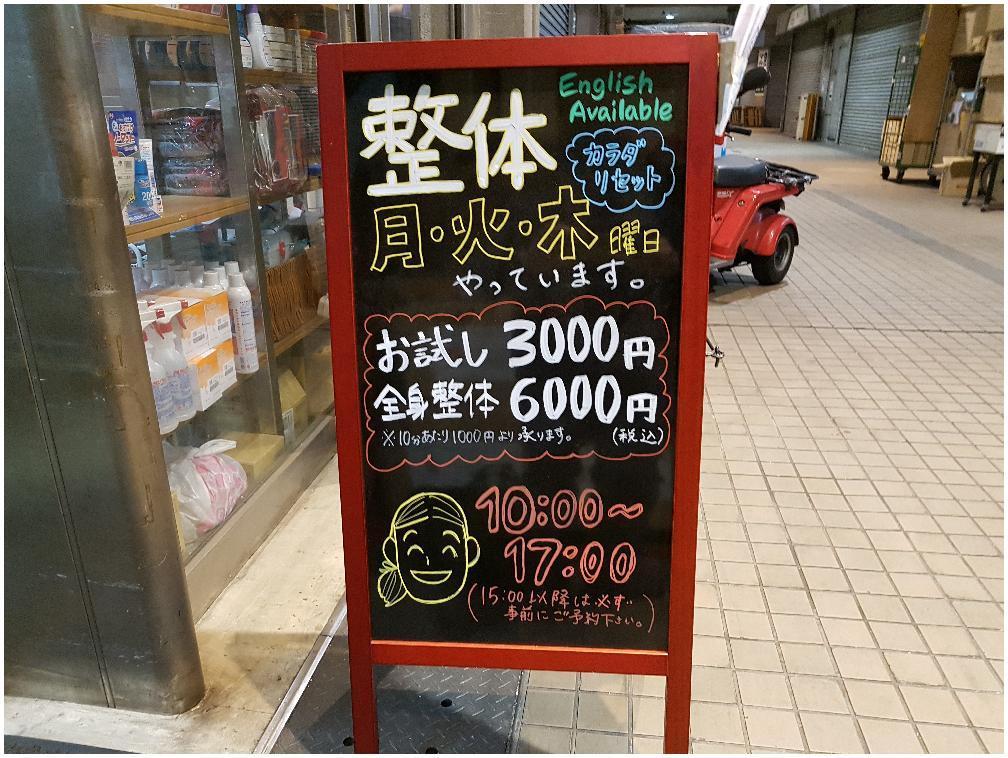 English
Available
整体
カラダ
リセット
月・火・木 曜日
やっています。
お試し 3000円
全身整体 6000円
※10分あたり1000円より承ります。 (税込)
10:00～
17:00
(15:00以降は必ず
事前にご予約下さい。)